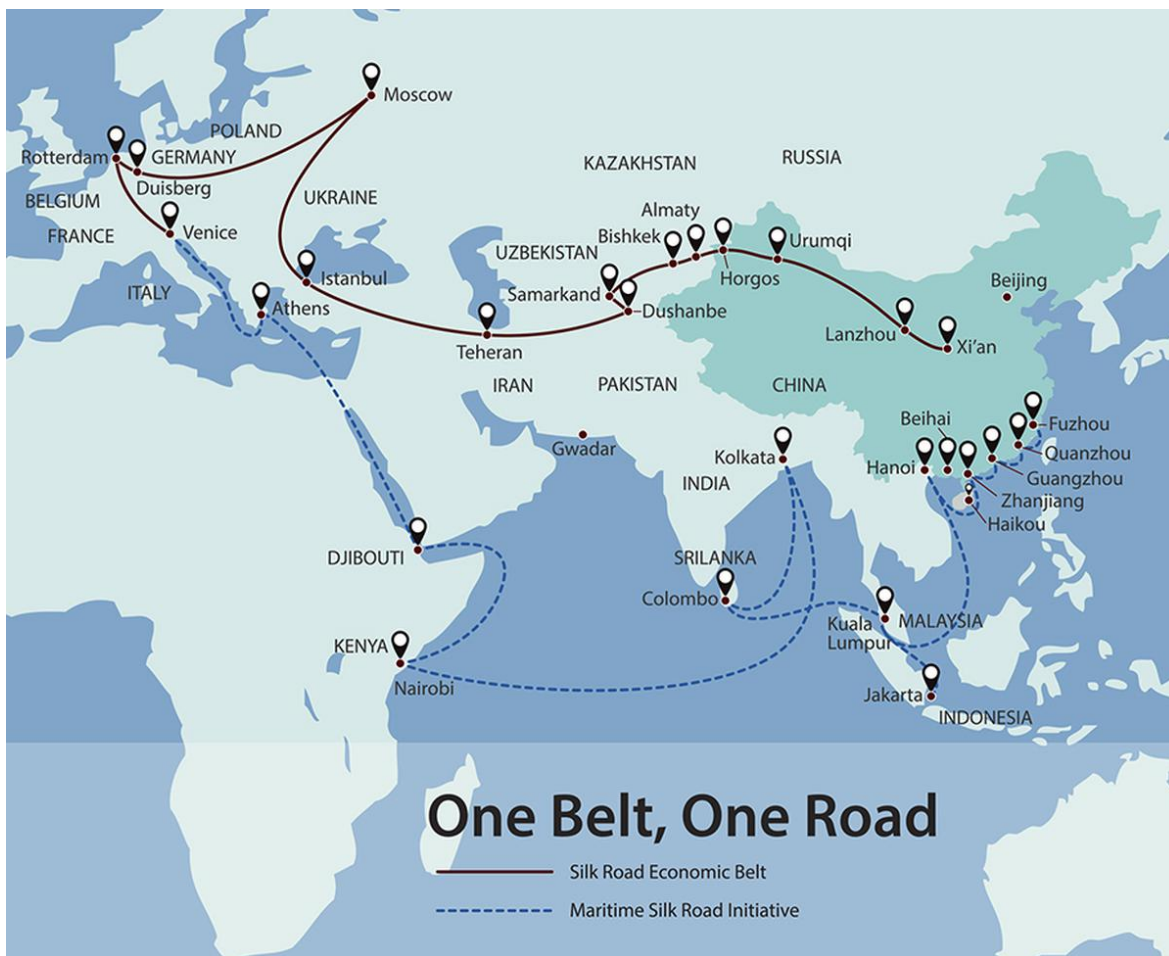 Moscow
POLAND
Rotterdam
GERMANY
Duisberg
KAZAKHSTAN
RUSSIA
BELGIUM
UKRAINE
Almaty
FRANCE
Venice
Bishkek
Urumqi
UZBEKISTAN
Horgos
Istanbul
ITALY
Samarkand
Beijing
Athens
Dushanbe
Lanzhou
Xi'an
Teheran
IRAN
PAKISTAN
CHINA
Beihai
Fuzhou
Gwadar
Kolkata
Hanoi
Quanzhou
INDIA
Guangzhou
Zhanjiang
Haikou
DJIBOUTI
SRILANKA
Colombo
Kuala
Lumpur
MALAYSIA
KENYA
Nairobi
Jakarta
INDONESIA
One Belt, One Road
Silk Road Economic Belt
Maritime Silk Road Initiative